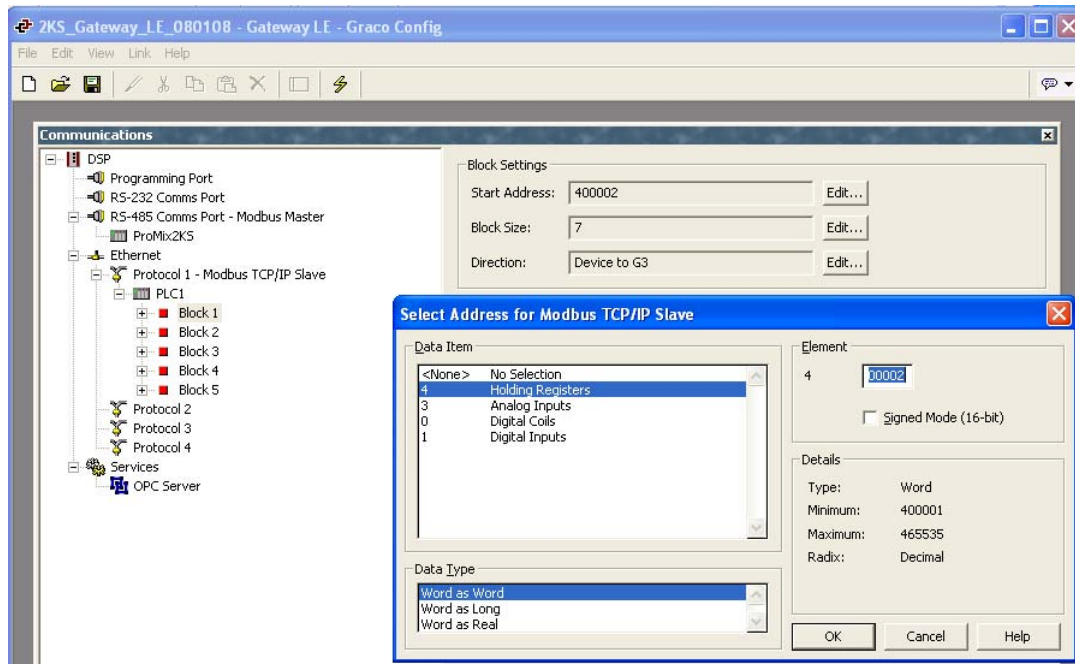 2KS_Gateway_LE_080108 - Gateway LE - Graco Config
File Edit View Link Help
Communications
DSP
Programming Port
RS-232 Comms Port
RS-485 Comms Port - Modbus Master
ProMix2KS
Ethernet
Protocol 1 - Modbus TCP/IP Slave
PLC1
Block 1
Block 2
Block 3
Block 4
Block 5
Protocol 2
Protocol 3
Protocol 4
Services
OPC Server
Block Settings
Start Address: 400002 Edit...
Block Size: 7 Edit...
Direction: Device to G3 Edit...
Select Address for Modbus TCP/IP Slave
Data Item
<None> No Selection
4 Holding Registers
3 Analog Inputs
0 Digital Coils
1 Digital Inputs
Data Type
Word as Word
Word as Long
Word as Real
Element
4 00002
Signed Mode (16-bit)
Details
Type: Word
Minimum: 400001
Maximum: 465535
Radix: Decimal
OK Cancel Help